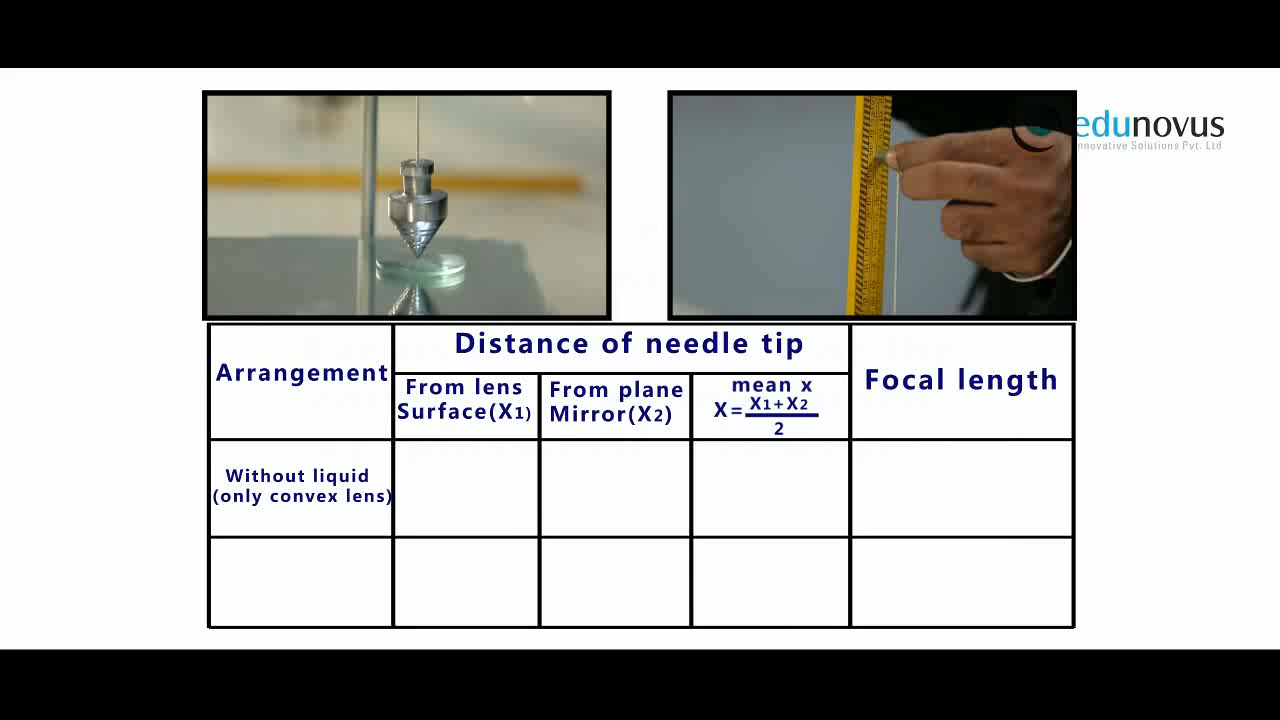 edunovus
Innovative Solutions Pvt. Ltd
Distance of needle tip
Arrangement
From lens
Surface(X1)
From plane
Mirror(X2)
mean x
X=X1+X2
2
Focal length
Without liquid
(only convex lens)